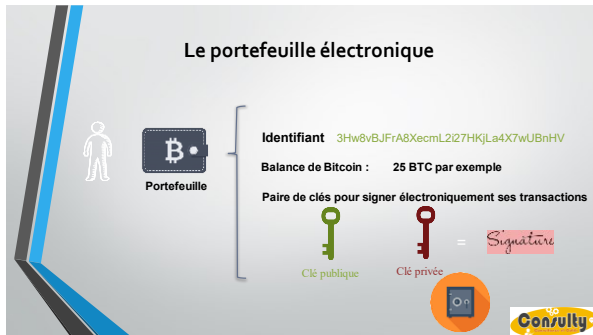 Le portefeuille électronique
Identifiant 3Hw8vBJFrA8XecmL2i27HKjLa4X7wUBnHV
Balance de Bitcoin : 25 BTC par exemple
Portefeuille
Paire de clés pour signer électroniquement ses transactions
= Signature
Clé publique Clé privée
Consulty